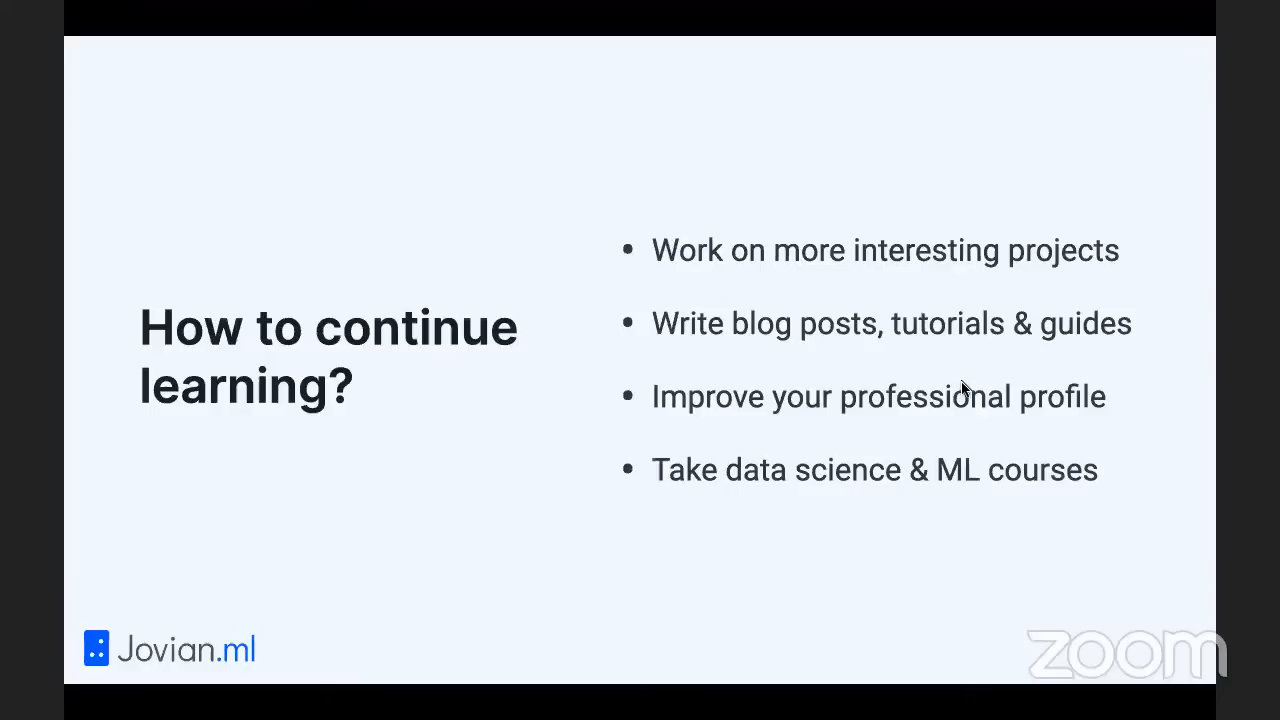 How to continue
learning?
• Work on more interesting projects
• Write blog posts, tutorials & guides
• Improve your professional profile
• Take data science & ML courses
Jovian.ml
zoom